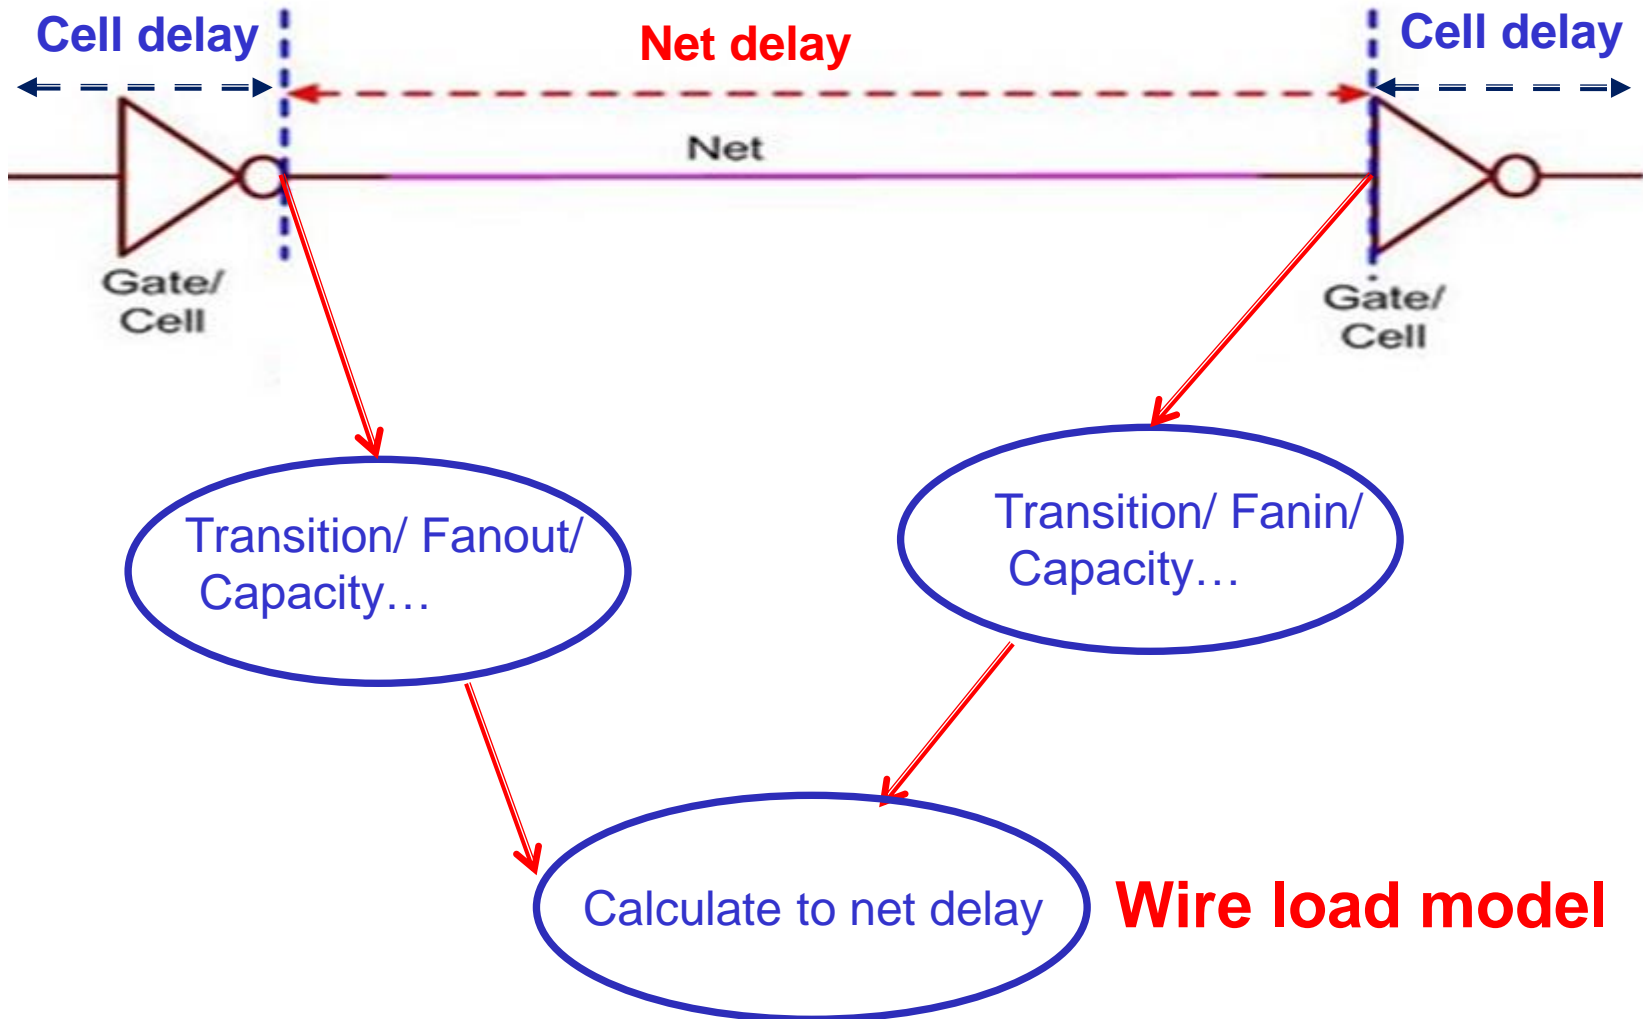 Cell delay
Net delay
Cell delay
Net
Gate/
Cell
Gate/
Cell
Transition/ Fanout/
Capacity…
Transition/ Fanin/
Capacity…
Calculate to net delay
Wire load model